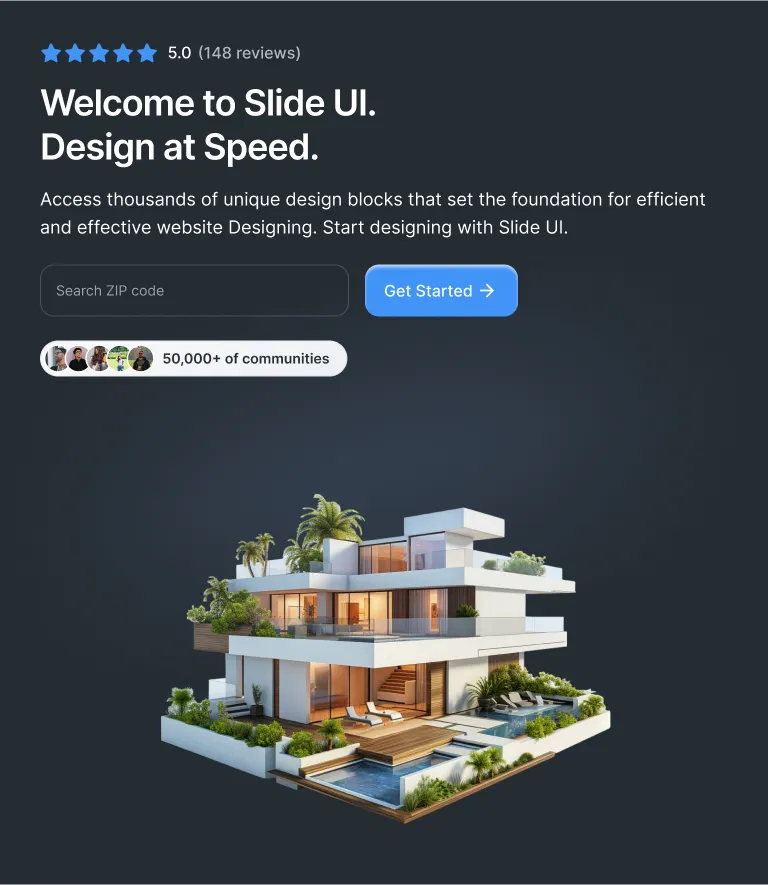 5.0 (148 reviews)
Welcome to Slide UI.
Design at Speed.
Access thousands of unique design blocks that set the foundation for efficient
and effective website Designing. Start designing with Slide UI.
Search ZIP code
Get Started →
50,000+ of communities